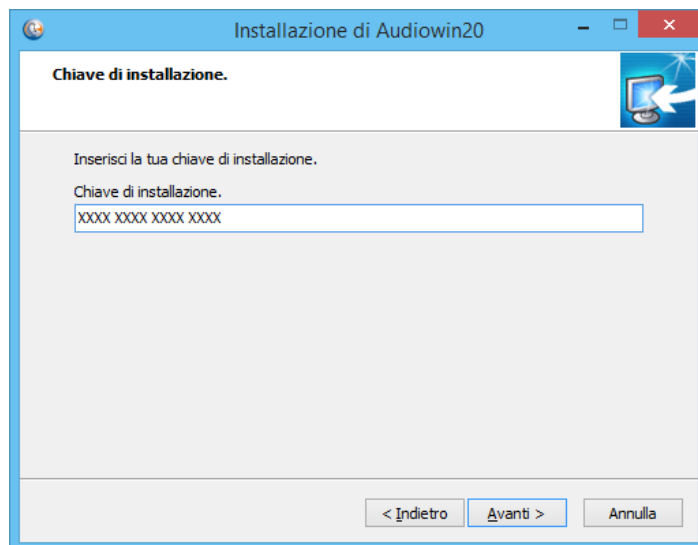 Installazione di Audiowin20
Chiave di installazione.
Inserisci la tua chiave di installazione.
Chiave di installazione.
XXXX XXXX XXXX XXXX
< Indietro
Avanti >
Annulla